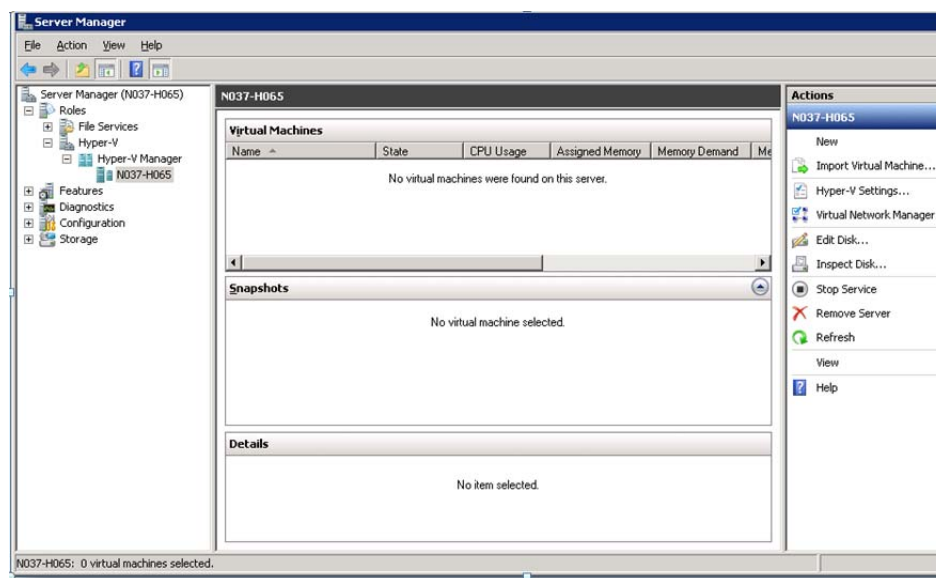 Server Manager
File Action View Help
Server Manager (N037-H065)
Roles
File Services
Hyper-V
Hyper-V Manager
N037-H065
Features
Diagnostics
Configuration
Storage
N037-H065
Virtual Machines
Name State CPU Usage Assigned Memory Memory Demand Me
No virtual machines were found on this server.
Snapshots
No virtual machine selected.
Details
No item selected.
Actions
N037-H065
New
Import Virtual Machine...
Hyper-V Settings...
Virtual Network Manager
Edit Disk...
Inspect Disk...
Stop Service
Remove Server
Refresh
View
Help
N037-H065: 0 virtual machines selected.